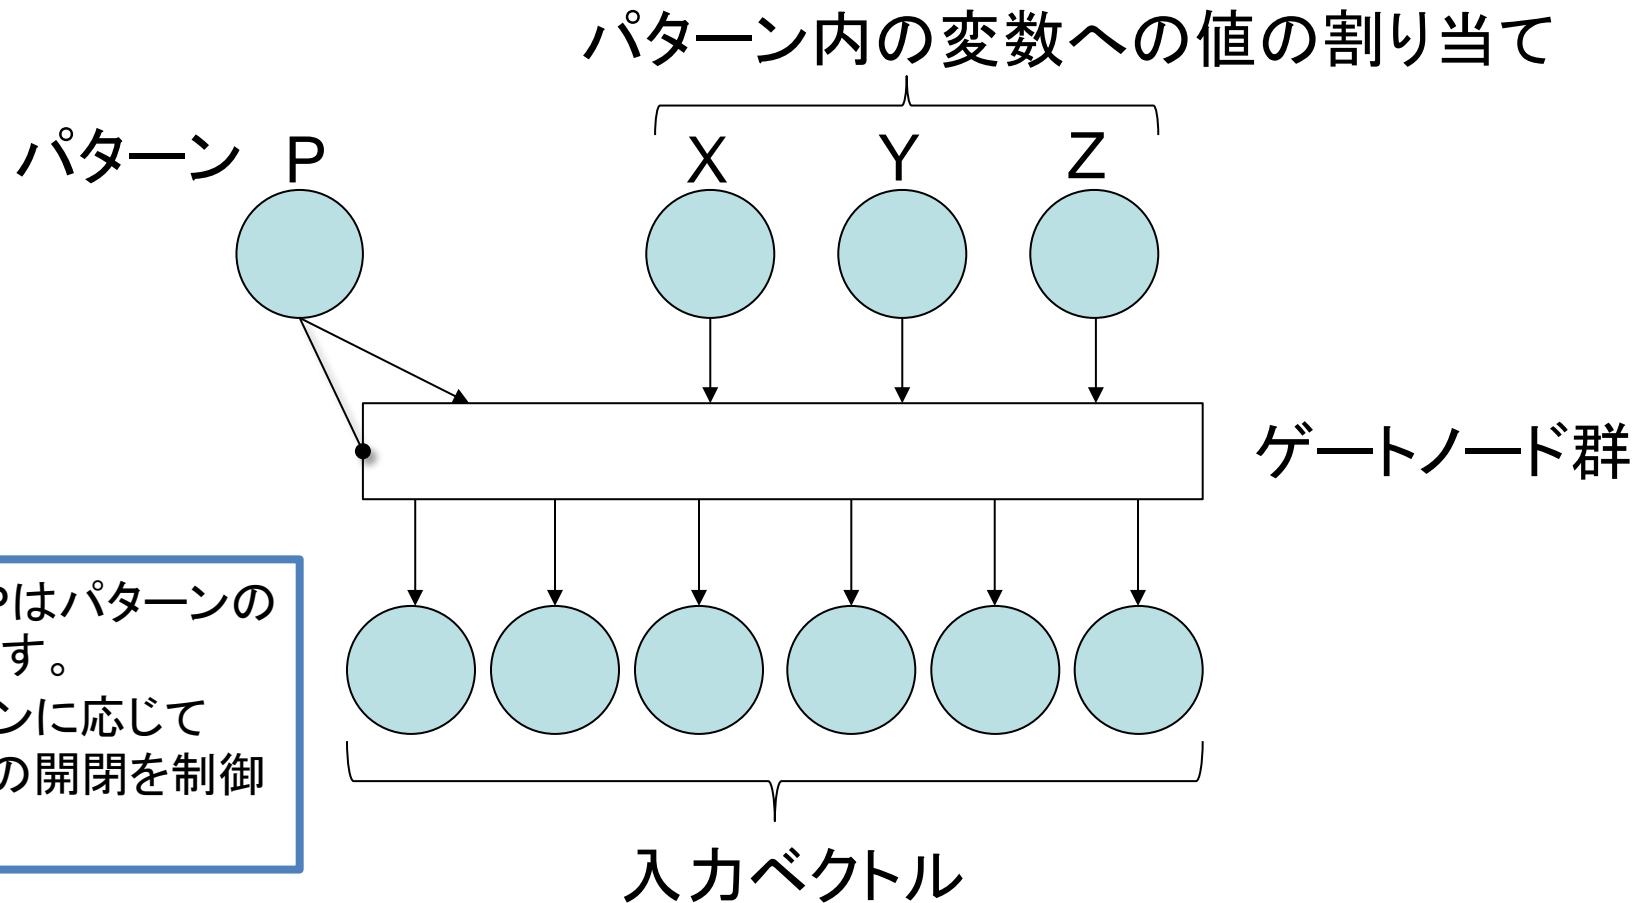 パターン内の変数への値の割り当て
パターン P
X Y Z
ゲートノード群
Pはパターンの
す。
ンに応じて
の開閉を制御
入力ベクトル